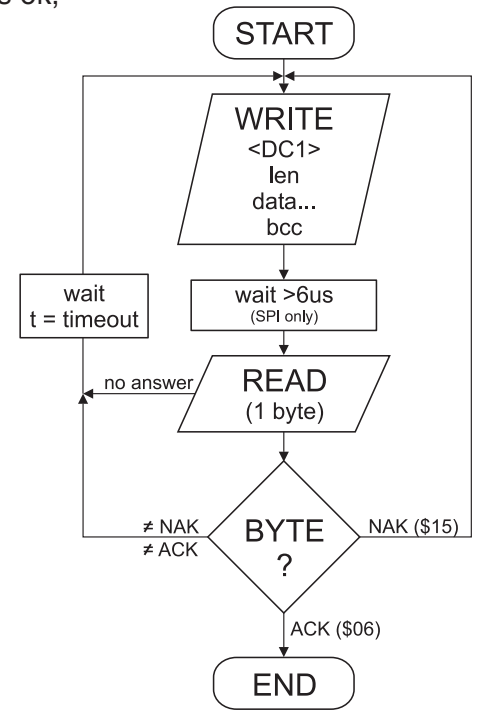 START
WRITE
<DC1>
len
data...
bcc
wait
t = timeout
wait >6us
(SPI only)
no answer
READ
(1 byte)
≠ NAK
≠ ACK
BYTE
?
NAK ($15)
ACK ($06)
END